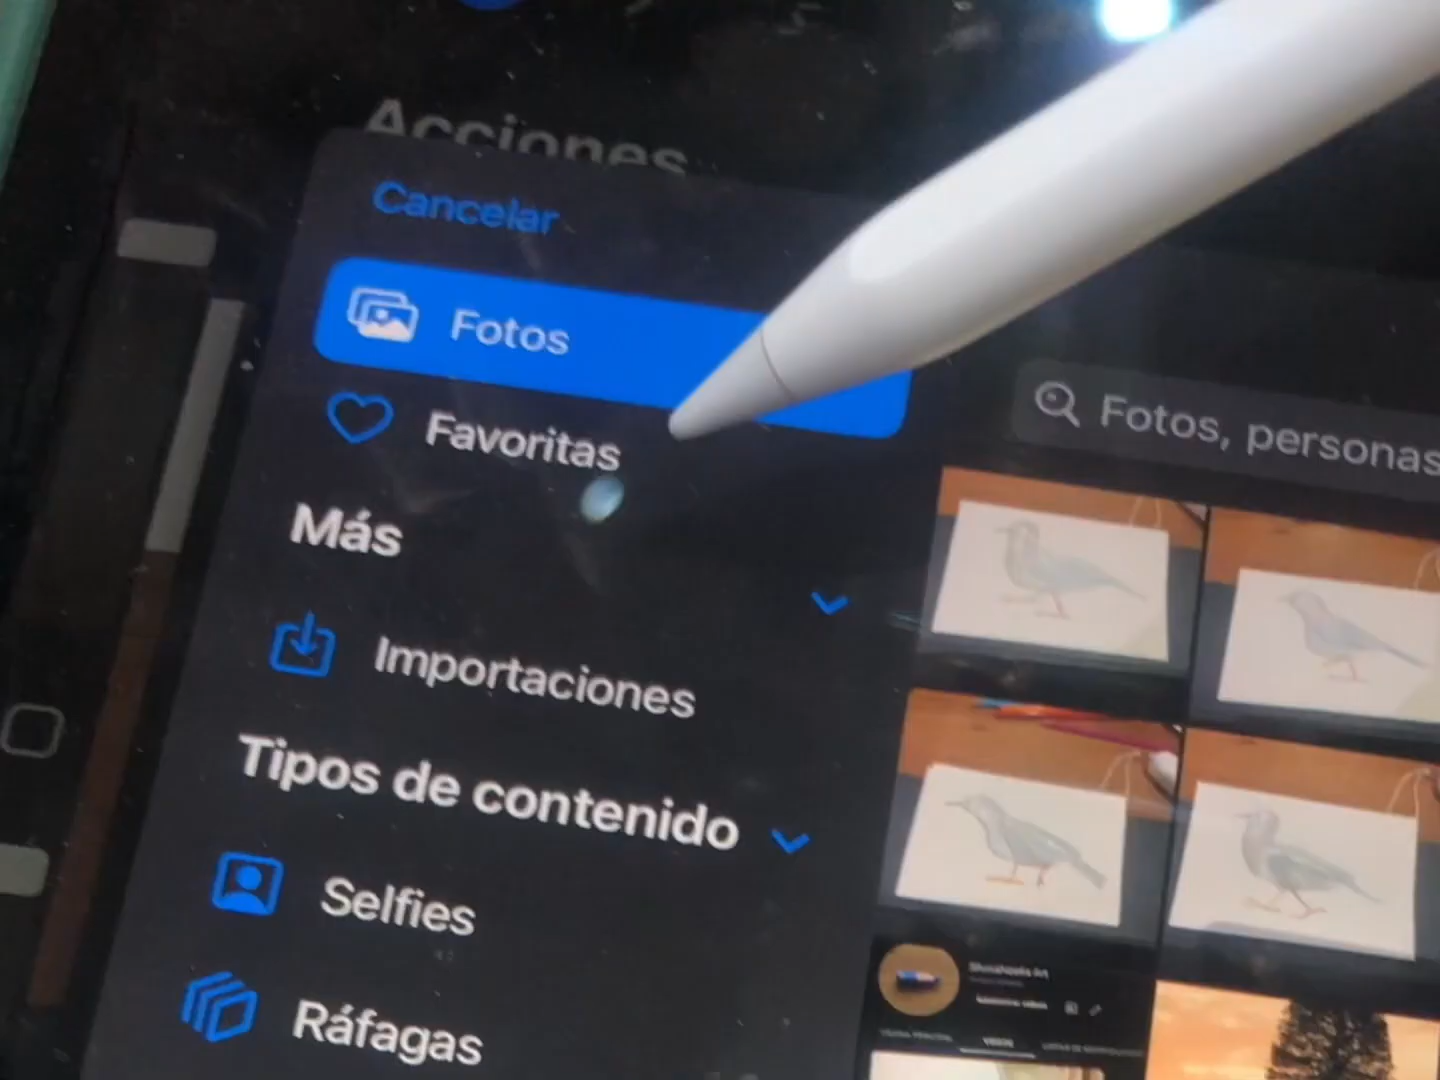 Acciones
Cancelar
Fotos
Favoritas
Fotos, personas
Más
Importaciones
Tipos de contenido
Selfies
Ráfagas